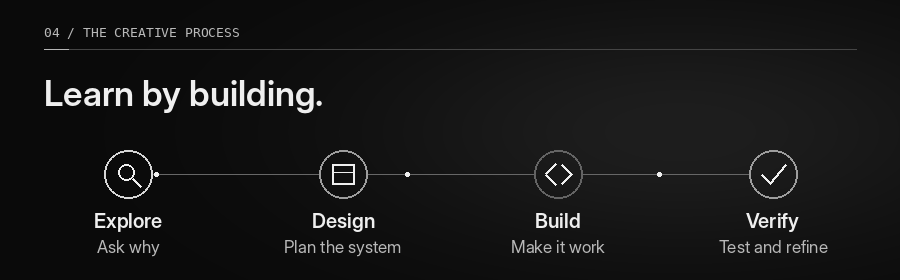 04 / THE CREATIVE PROCESS
Learn by building.
Explore
Ask why
Design
Plan the system
Build
Make it work
Verify
Test and refine